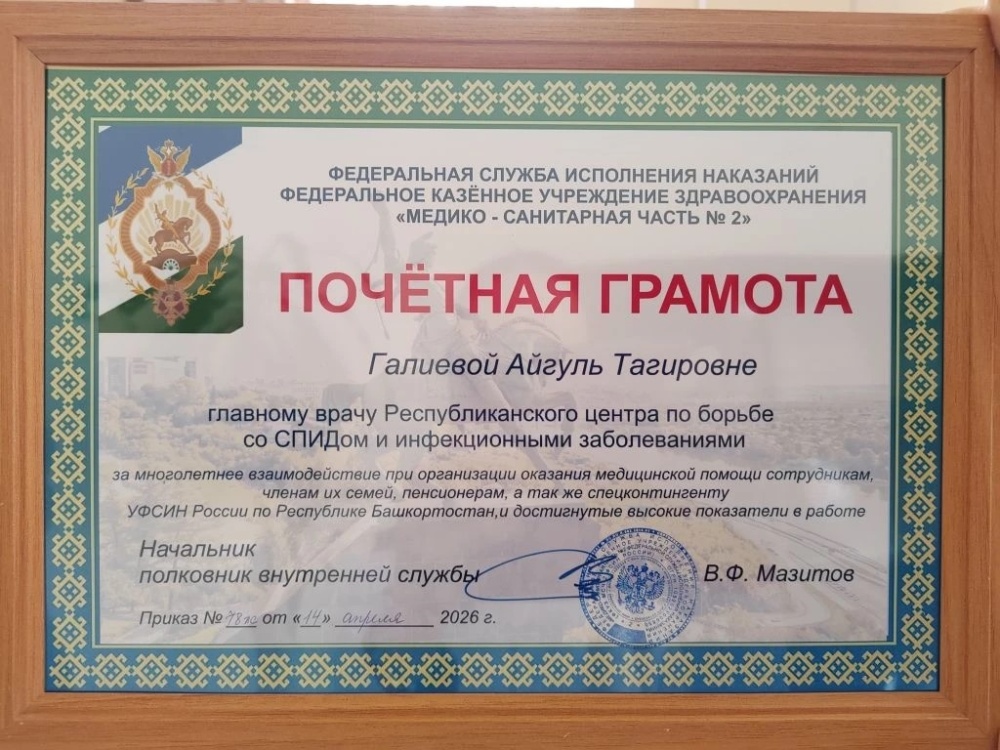 ФЕДЕРАЛЬНАЯ СЛУЖБА ИСПОЛНЕНИЯ НАКАЗАНИЙ
ФЕДЕРАЛЬНОЕ КАЗЁННОЕ УЧРЕЖДЕНИЕ ЗДРАВООХРАНЕНИЯ
«МЕДИКО - САНИТАРНАЯ ЧАСТЬ № 2»
ПОЧЁТНАЯ ГРАМОТА
Галиевой Айгуль Тагировне
главному врачу Республиканского центра по борьбе
со СПИДом и инфекционными заболеваниями
за многолетнее взаимодействие при организации оказания медицинской помощи сотрудникам,
членам их семей, пенсионерам, а так же спецконтингенту
УФСИН России по Республике Башкортостан,и достигнутые высокие показатели в работе
Начальник
полковник внутренней службы
В.Ф. Мазитов
Приказ № от «14» апреля 2026 г.